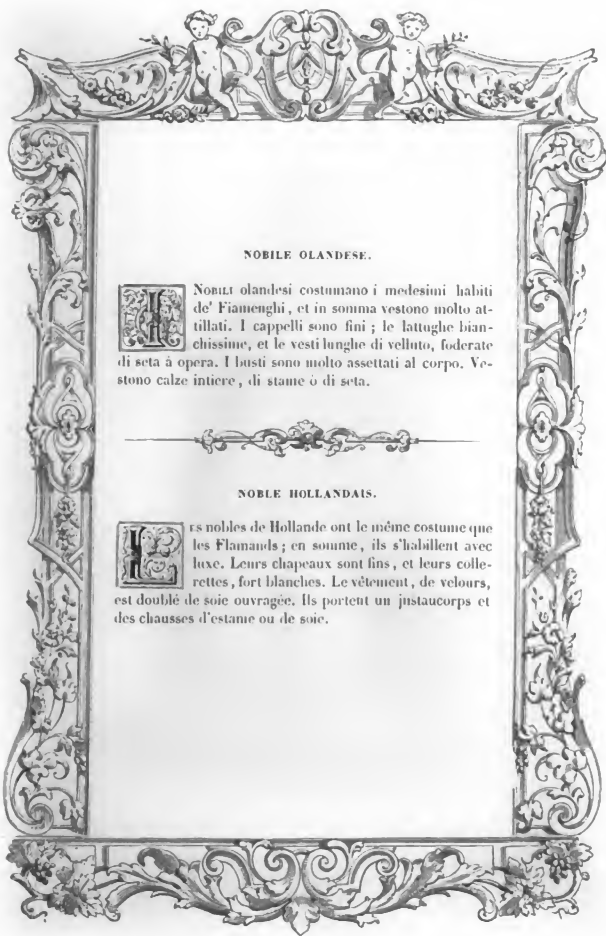 NOBILE OLANDESE.
I NOBILI olandesi costumano i medesimi habiti
de' Fiamenghi, et in somma vestono molto at-
tillati. I cappelli sono fini ; le lattughe bian-
chissime, et le vesti lunghe di velluto, foderate
di seta à opera. I busti sono molto assettati al corpo. Ve-
stono calze intiere, di stame ò di seta.
NOBLE HOLLANDAIS.
LES nobles de Hollande ont le même costume que
les Flamands ; en somme, ils s'habillent avec
luxe. Leurs chapeaux sont fins, et leurs colle-
rettes, fort blanches. Le vêtement, de velours,
est doublé de soie ouvragée. Ils portent un justaucorps et
des chausses d'estame ou de soie.